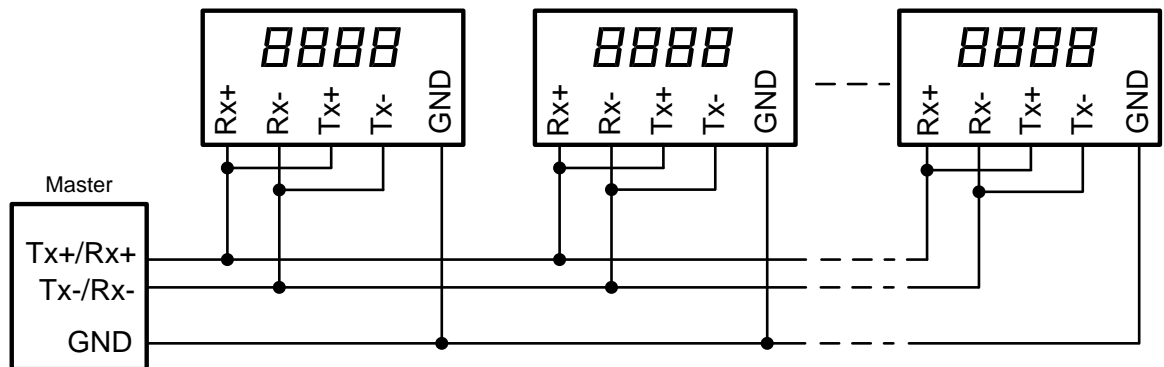 8888 8888 8888
Rx+ Rx- Tx+ Tx- GND Rx+ Rx- Tx+ Tx- GND Rx+ Rx- Tx+ Tx- GND
Master
Tx+/Rx+
Tx-/Rx-
GND